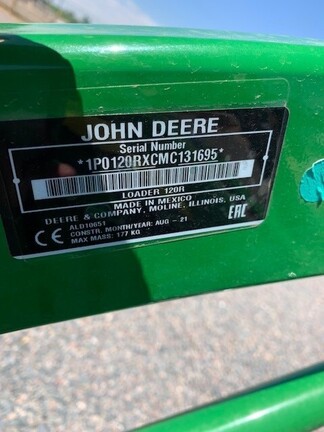 JOHN DEERE
Serial Number
*1P0120RXCMC131695*
LOADER 120R
MADE IN MEXICO
DEERE & COMPANY, MOLINE, ILLINOIS, USA
ALD10651
CONSTR. MONTH/YEAR: AUG - 21
MAX MASS: 177 KG
CE
EAC